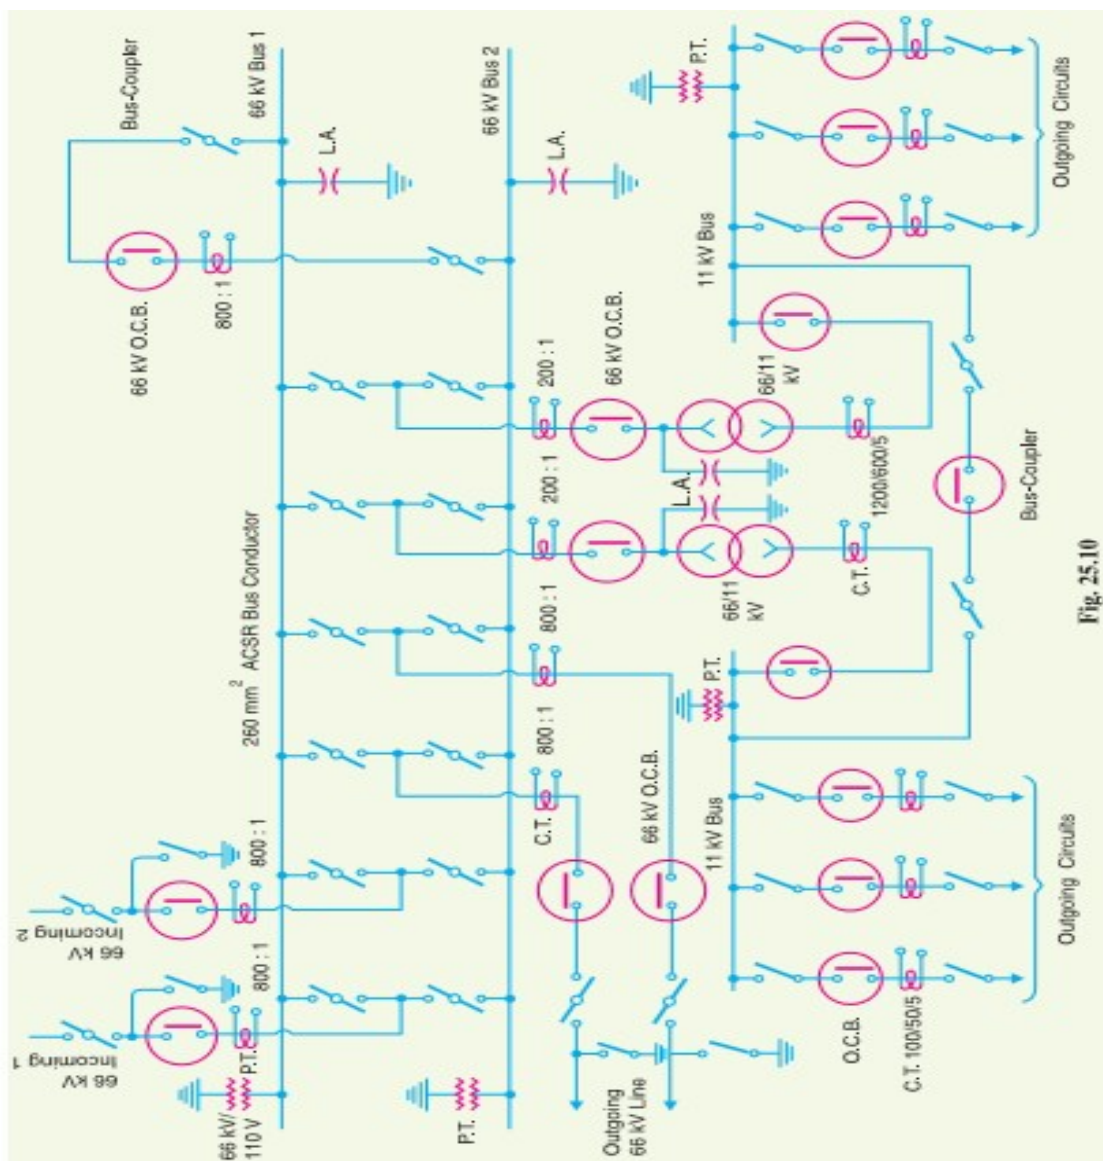 Bus-Coupler
66 kV Bus 1
66 kV Bus 2
L.A.
L.A.
66 kV O.C.B.
800 : 1
P.T.
11 kV Bus
Outgoing Circuits
200 : 1
66 kV O.C.B.
66/11
kV
1200/600/5
200 : 1
L.A.
66/11
kV
C.T.
Bus-Coupler
260 mm² ACSR Bus Conductor
800 : 1
800 : 1
C.T.
66 kV O.C.B.
P.T.
11 kV Bus
Outgoing Circuits
O.C.B.
C.T. 100/50/5
66 kV
Incoming 2
800 : 1
66 kV
Incoming 1
800 : 1
P.T.
66 kV/
110 V
P.T.
Outgoing
66 kV Line
Fig. 25.10